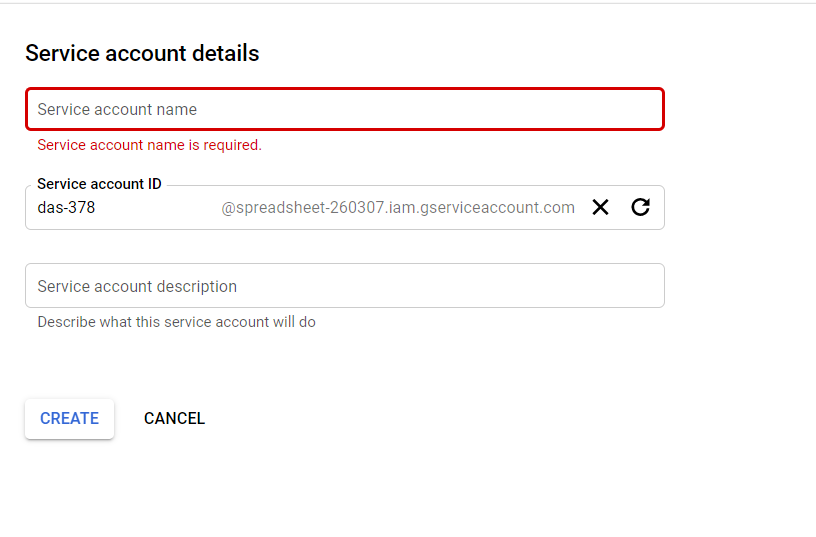 Service account details
Service account name
Service account name is required.
Service account ID
das-378 @spreadsheet-260307.iam.gserviceaccount.com
Service account description
Describe what this service account will do
CREATE CANCEL